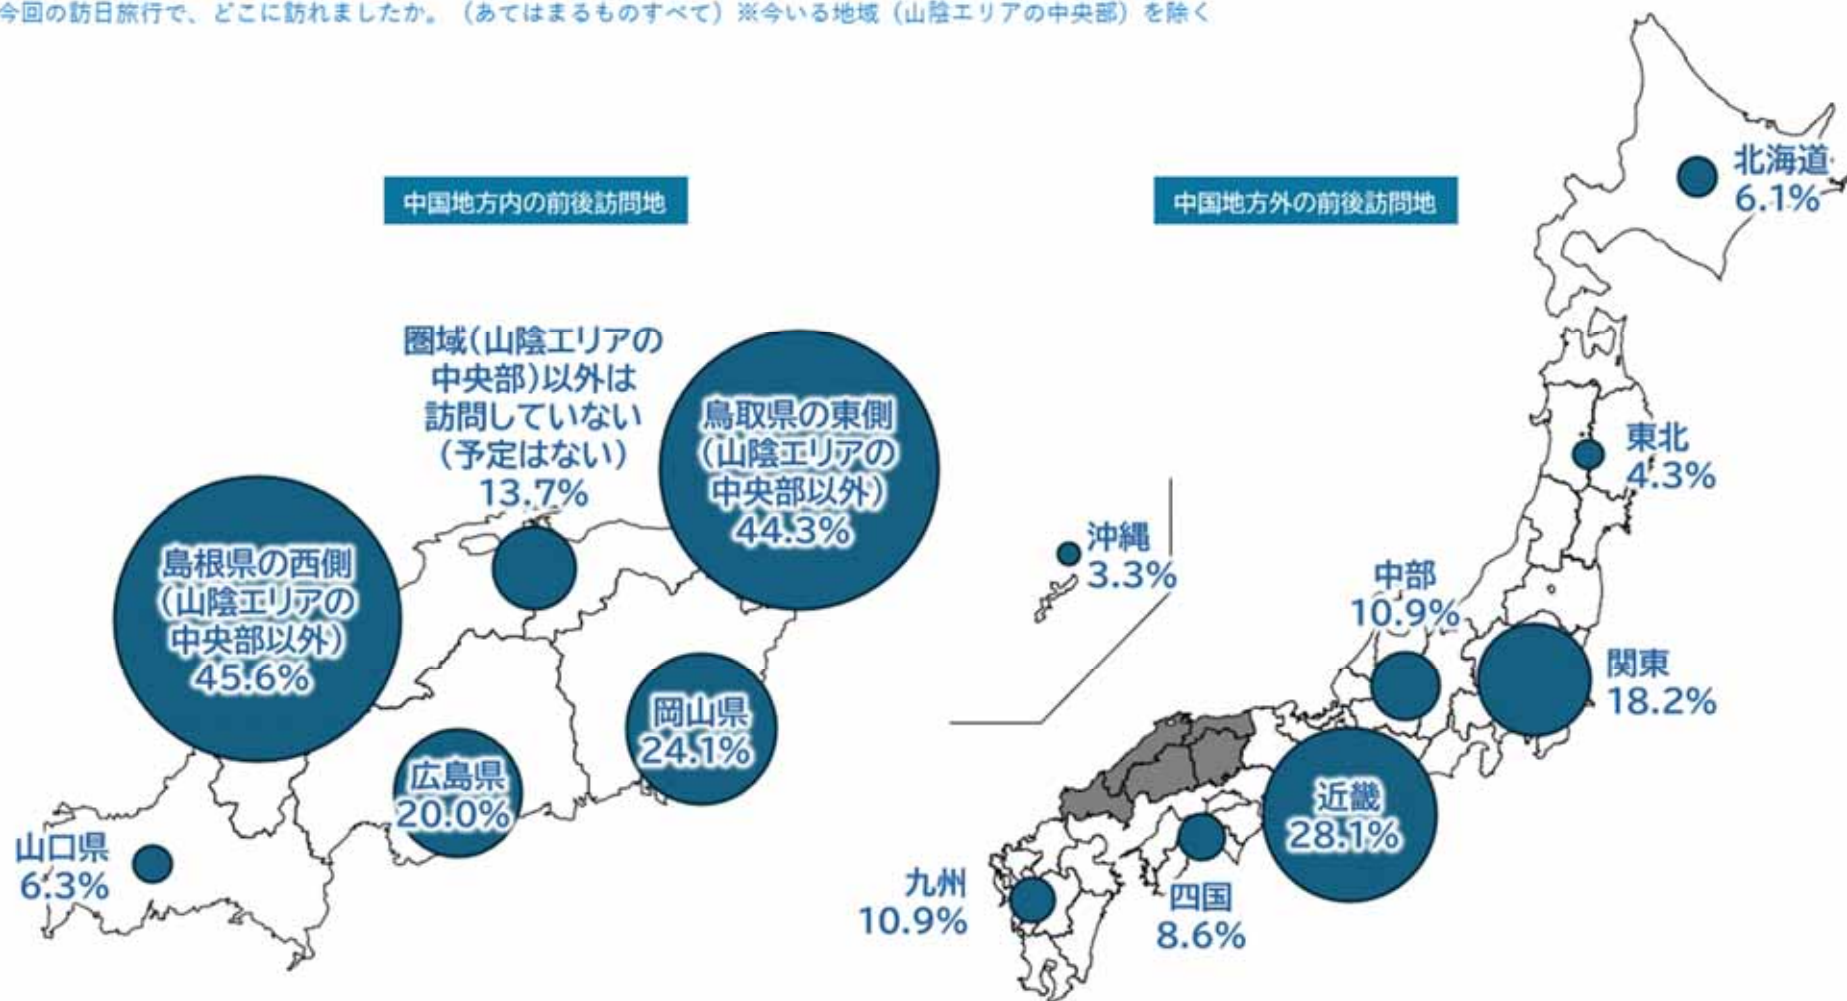 今回の訪日旅行で、どこに訪れましたか。（あてはまるものすべて）※今いる地域（山陰エリアの中央部）を除く
中国地方内の前後訪問地
圏域（山陰エリアの
中央部）以外は
訪問していない
（予定はない）
13.7%
鳥取県の東側
（山陰エリアの
中央部以外）
44.3%
島根県の西側
（山陰エリアの
中央部以外）
45.6%
岡山県
24.1%
広島県
20.0%
山口県
6.3%
中国地方外の前後訪問地
北海道
6.1%
東北
4.3%
沖縄
3.3%
中部
10.9%
関東
18.2%
近畿
28.1%
四国
8.6%
九州
10.9%